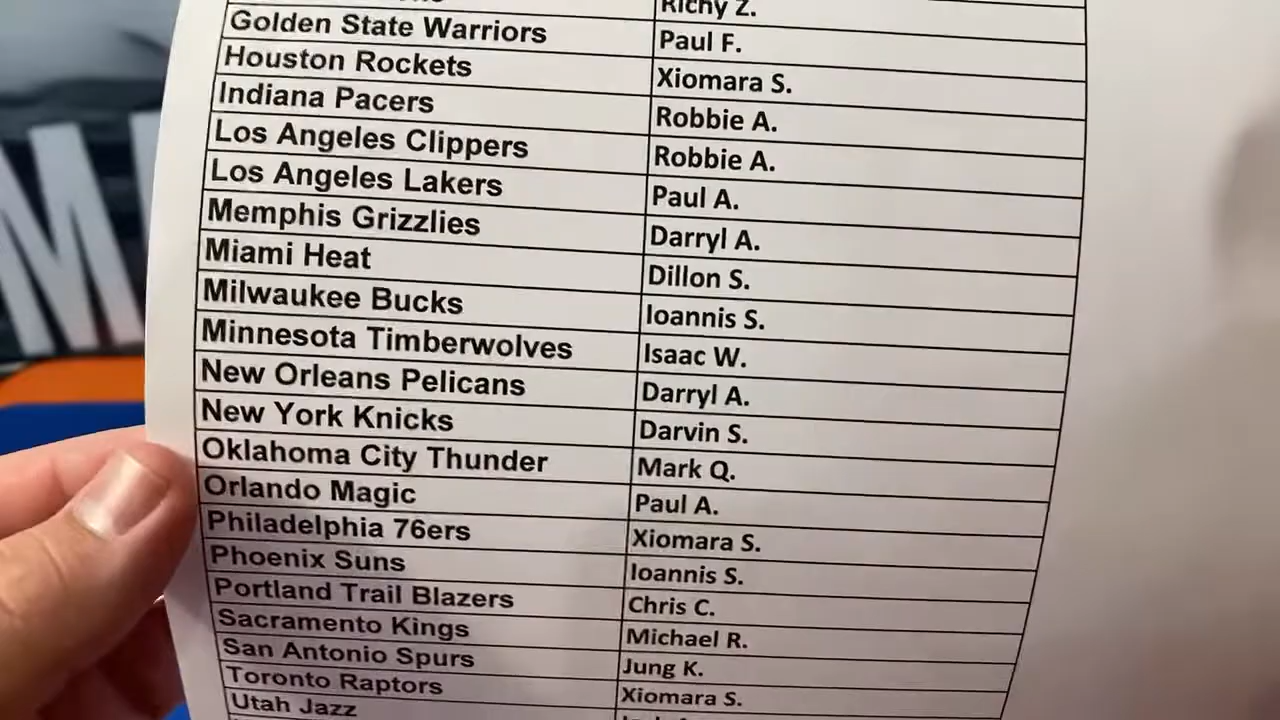 Richy Z.
Golden State Warriors Paul F.
Houston Rockets Xiomara S.
Indiana Pacers Robbie A.
Los Angeles Clippers Robbie A.
Los Angeles Lakers Paul A.
Memphis Grizzlies Darryl A.
Miami Heat Dillon S.
Milwaukee Bucks Ioannis S.
Minnesota Timberwolves Isaac W.
New Orleans Pelicans Darryl A.
New York Knicks Darvin S.
Oklahoma City Thunder Mark Q.
Orlando Magic Paul A.
Philadelphia 76ers Xiomara S.
Phoenix Suns Ioannis S.
Portland Trail Blazers Chris C.
Sacramento Kings Michael R.
San Antonio Spurs Jung K.
Toronto Raptors Xiomara S.
Utah Jazz